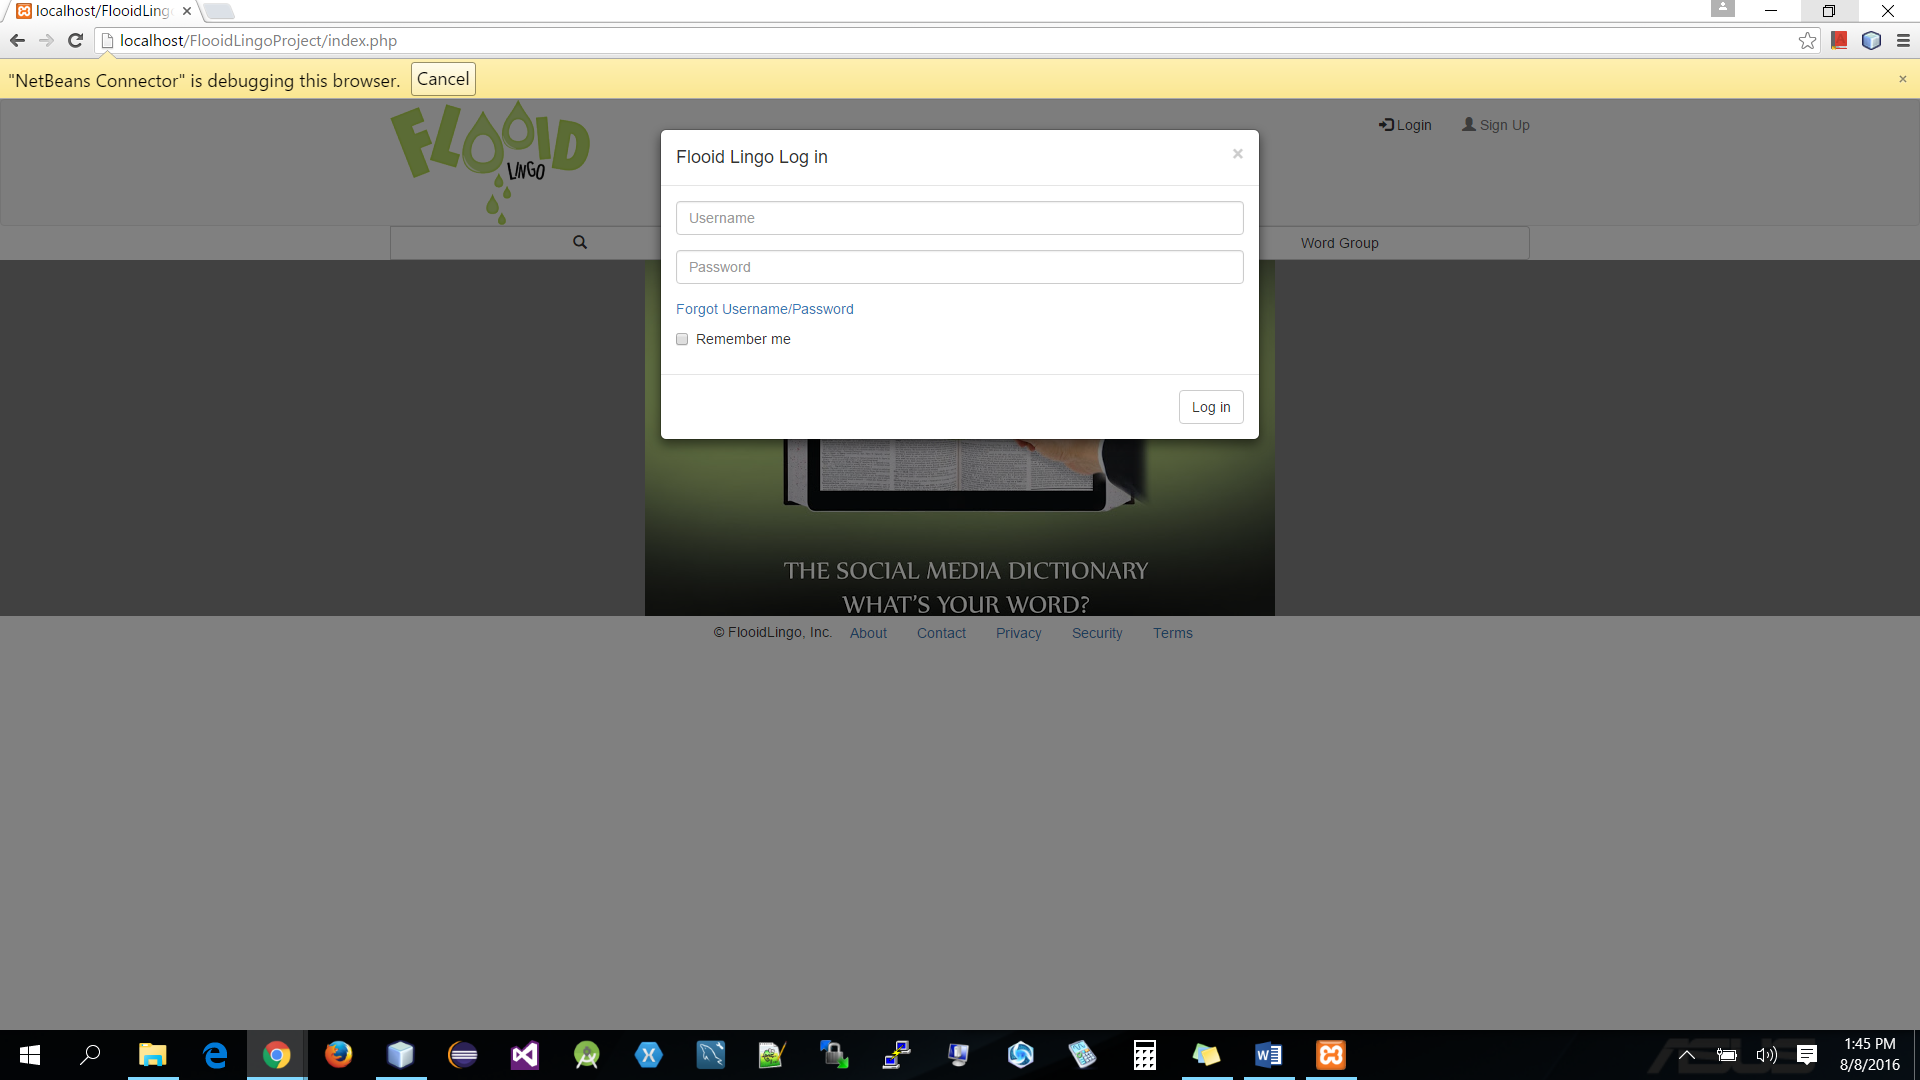 localhost/FlooidLing
localhost/FlooidLingoProject/index.php
"NetBeans Connector" is debugging this browser. Cancel
FLOOID
LINGO
Login
Sign Up
Flooid Lingo Log in
Username
Password
Forgot Username/Password
Remember me
Log in
Word Group
THE SOCIAL MEDIA DICTIONARY
WHAT'S YOUR WORD?
© FlooidLingo, Inc. About Contact Privacy Security Terms
ASUS
1:45 PM
8/8/2016